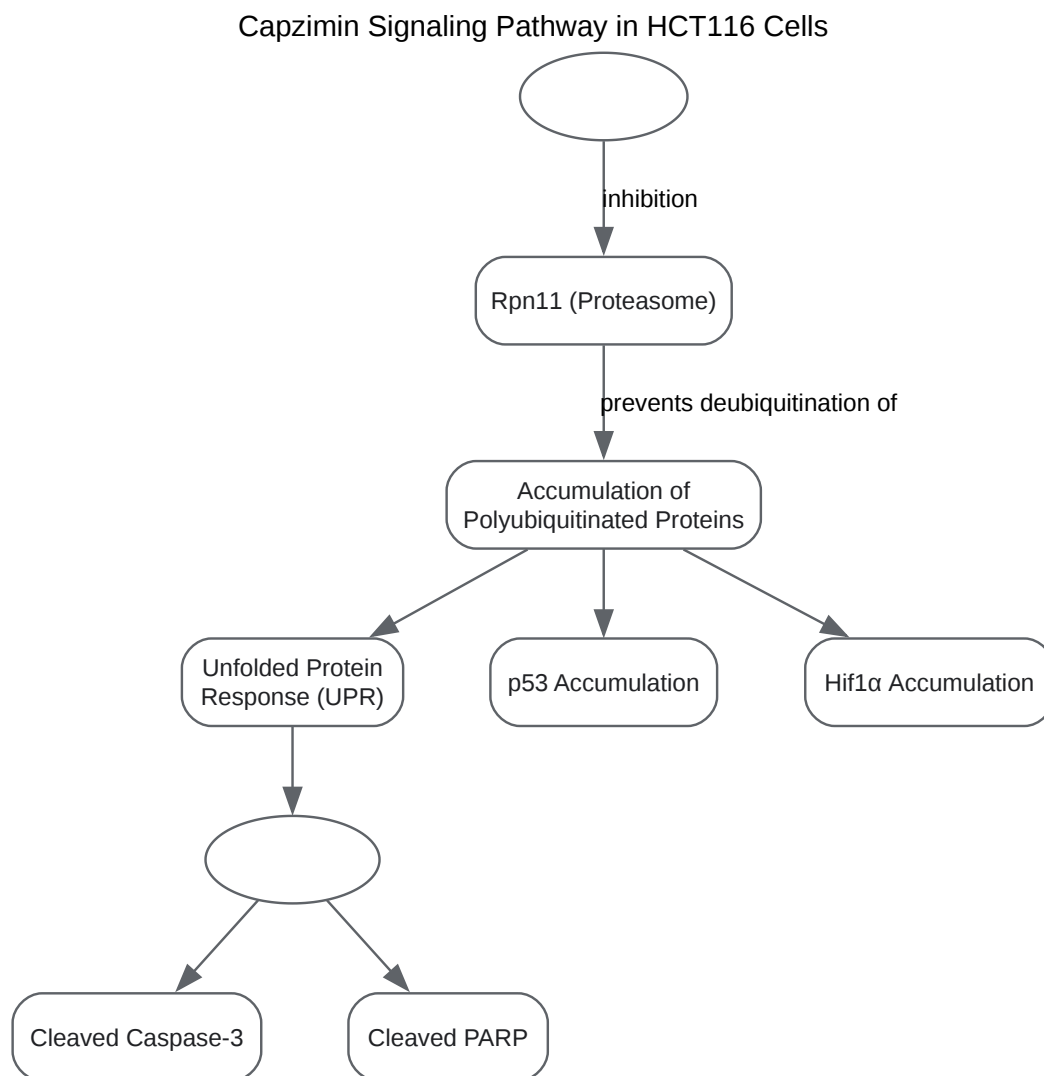 Capzimin Signaling Pathway in HCT116 Cells
inhibition
Rpn11 (Proteasome)
prevents deubiquitination of
Accumulation of
Polyubiquitinated Proteins
Unfolded Protein
Response (UPR)
p53 Accumulation
Hif1α Accumulation
Cleaved Caspase-3
Cleaved PARP